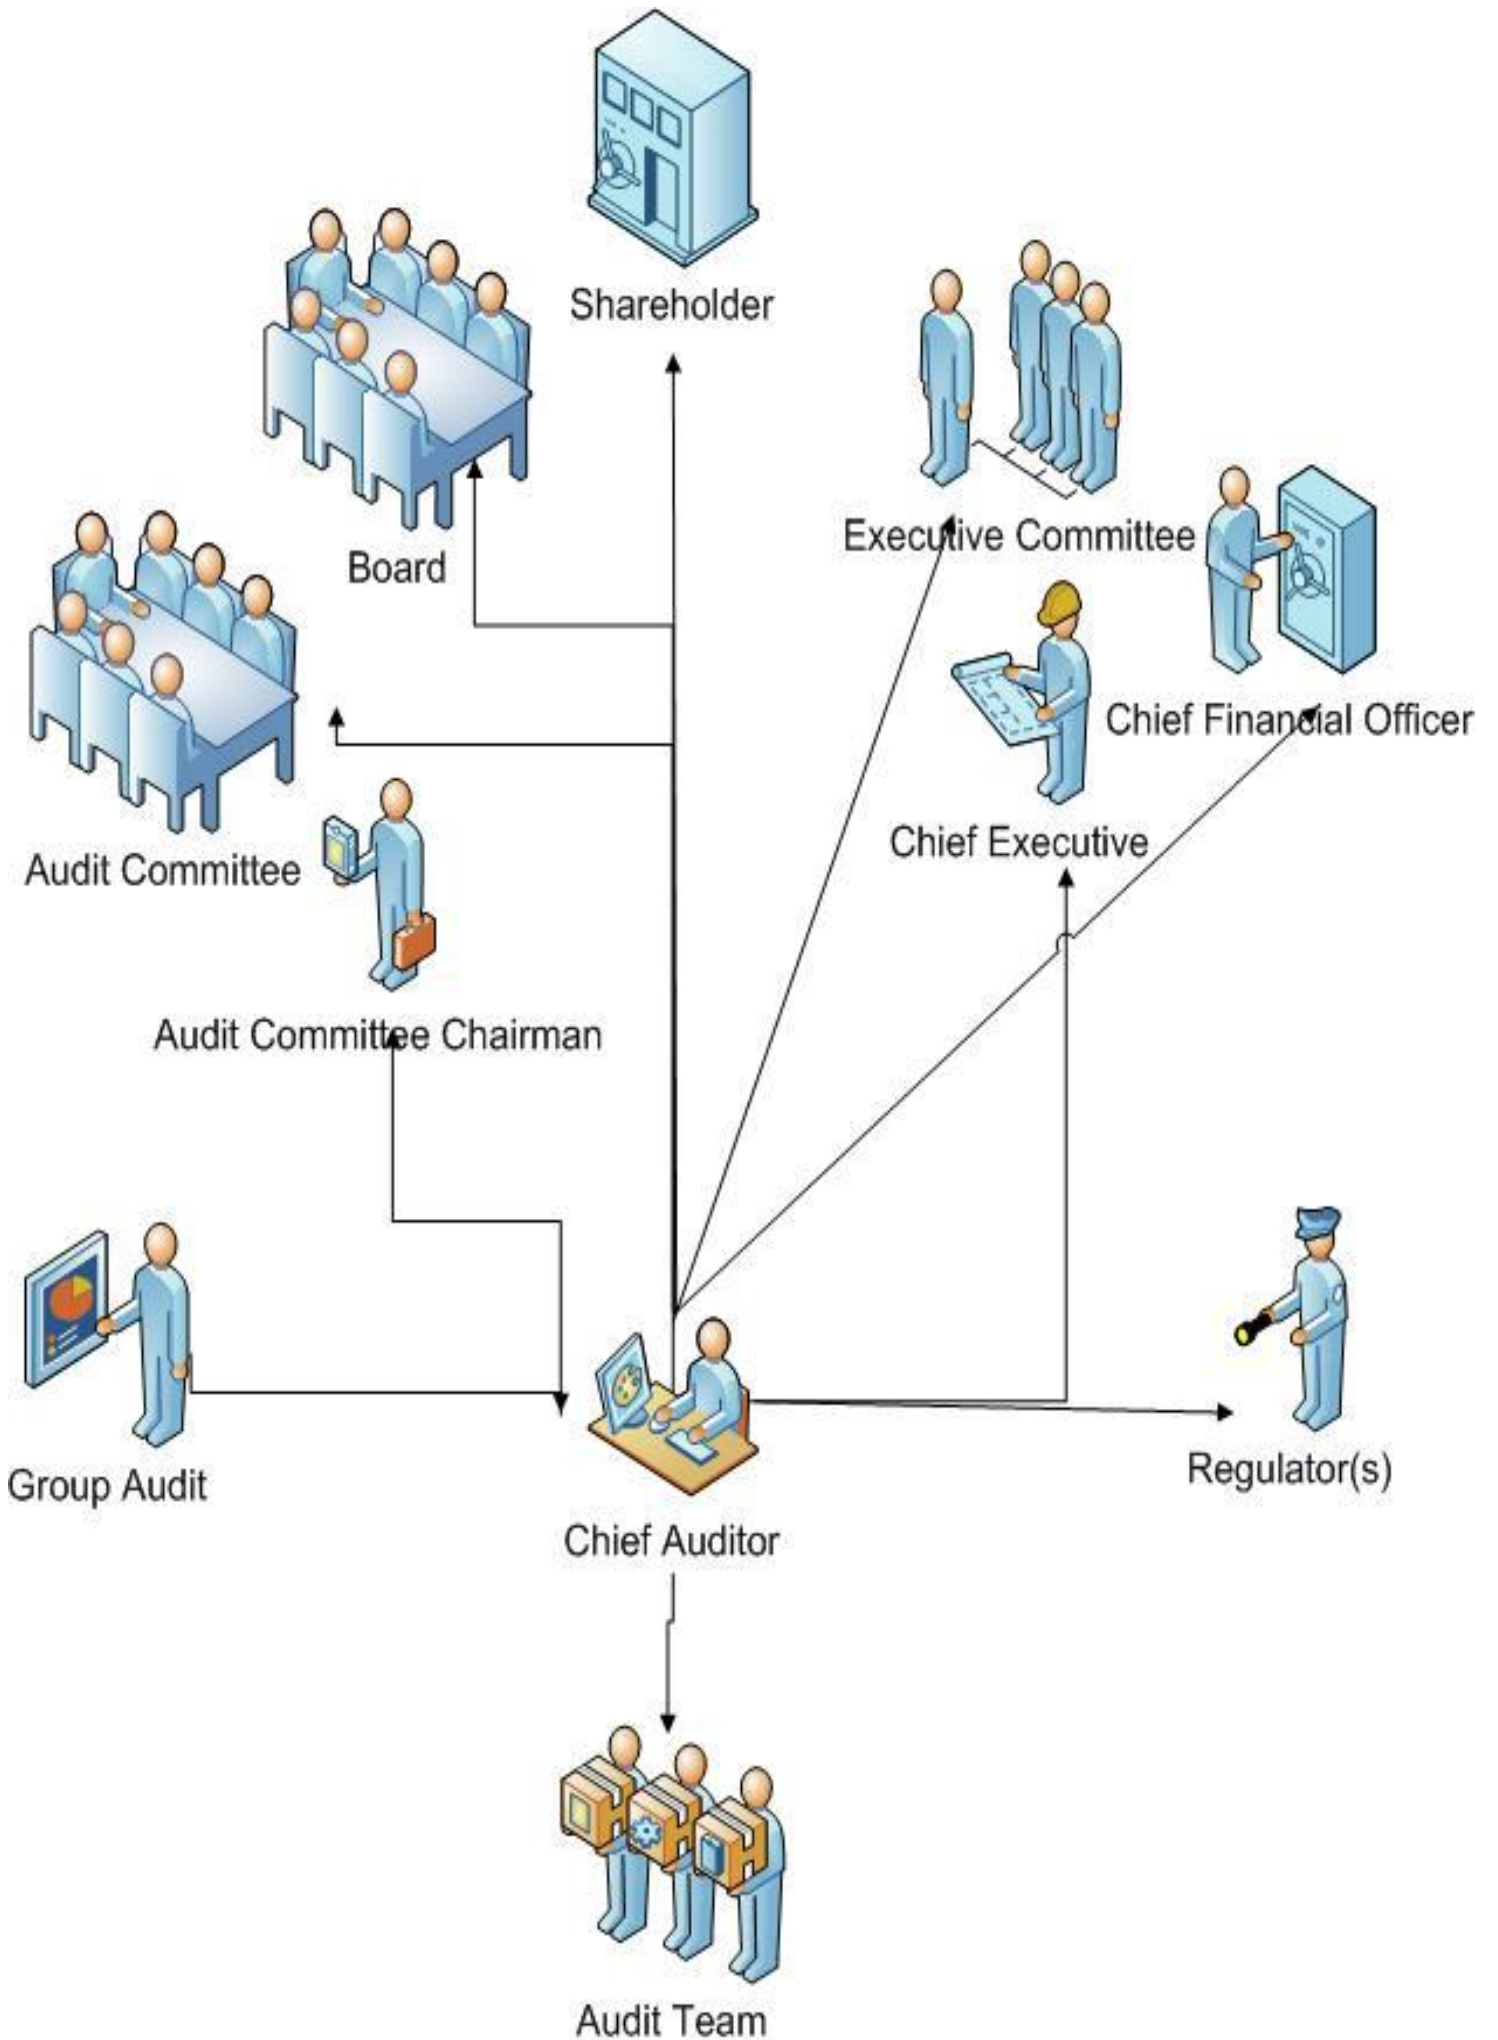 Shareholder
Executive Committee
Board
Chief Financial Officer
Chief Executive
Audit Committee
Audit Committee Chairman
Regulator(s)
Group Audit
Chief Auditor
Audit Team